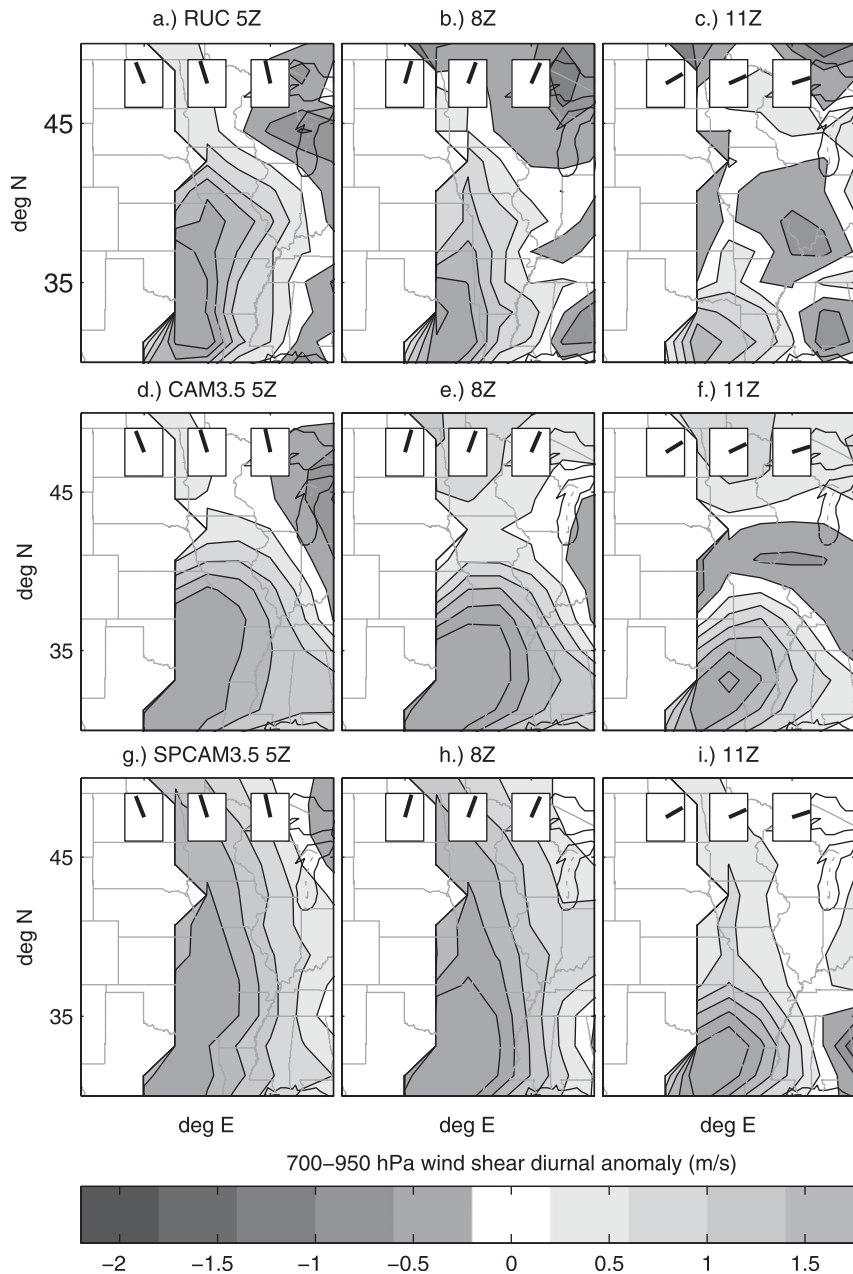 a.) RUC 5Z
b.) 8Z
c.) 11Z
45
deg N
35
d.) CAM3.5 5Z
e.) 8Z
f.) 11Z
45
deg N
35
g.) SPCAM3.5 5Z
h.) 8Z
i.) 11Z
45
deg N
35
deg E
deg E
deg E
700−950 hPa wind shear diurnal anomaly (m/s)
−2
−1.5
−1
−0.5
0
0.5
1
1.5